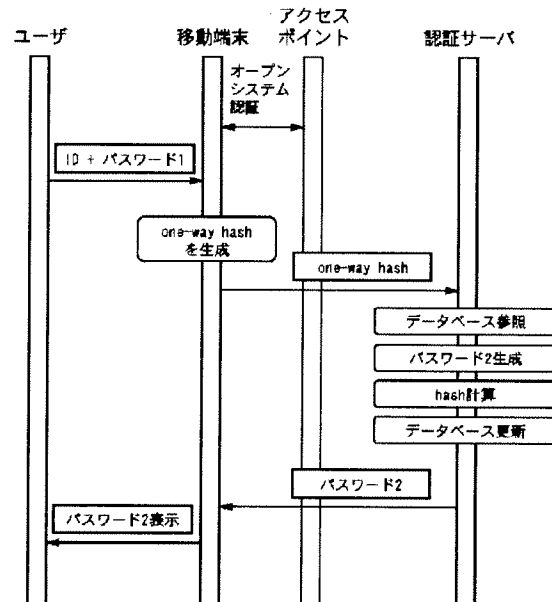 ユーザ
移動端末
アクセス
ポイント
認証サーバ
オープン
システム
認証
ID + パスワード1
one-way hash
を生成
one-way hash
データベース参照
パスワード2生成
hash計算
データベース更新
パスワード2
パスワード2表示